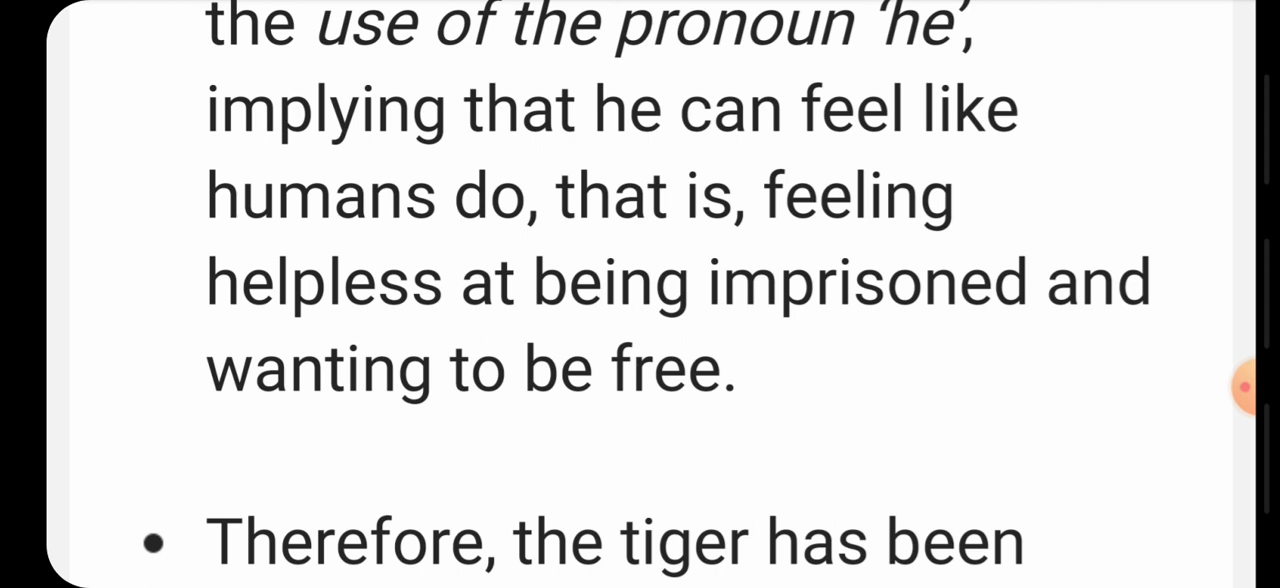 the use of the pronoun ‘he’,
implying that he can feel like
humans do, that is, feeling
helpless at being imprisoned and
wanting to be free.
• Therefore, the tiger has been